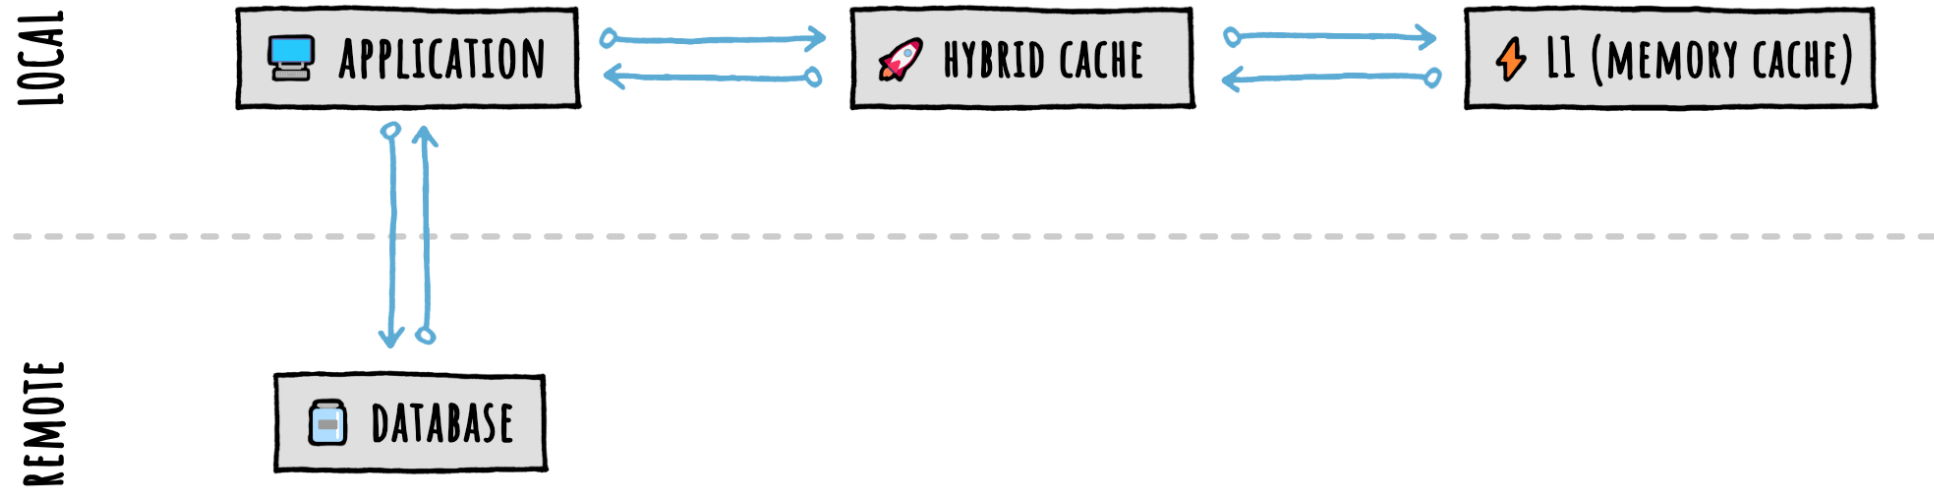 LOCAL
APPLICATION
HYBRID CACHE
L1 (MEMORY CACHE)
REMOTE
DATABASE